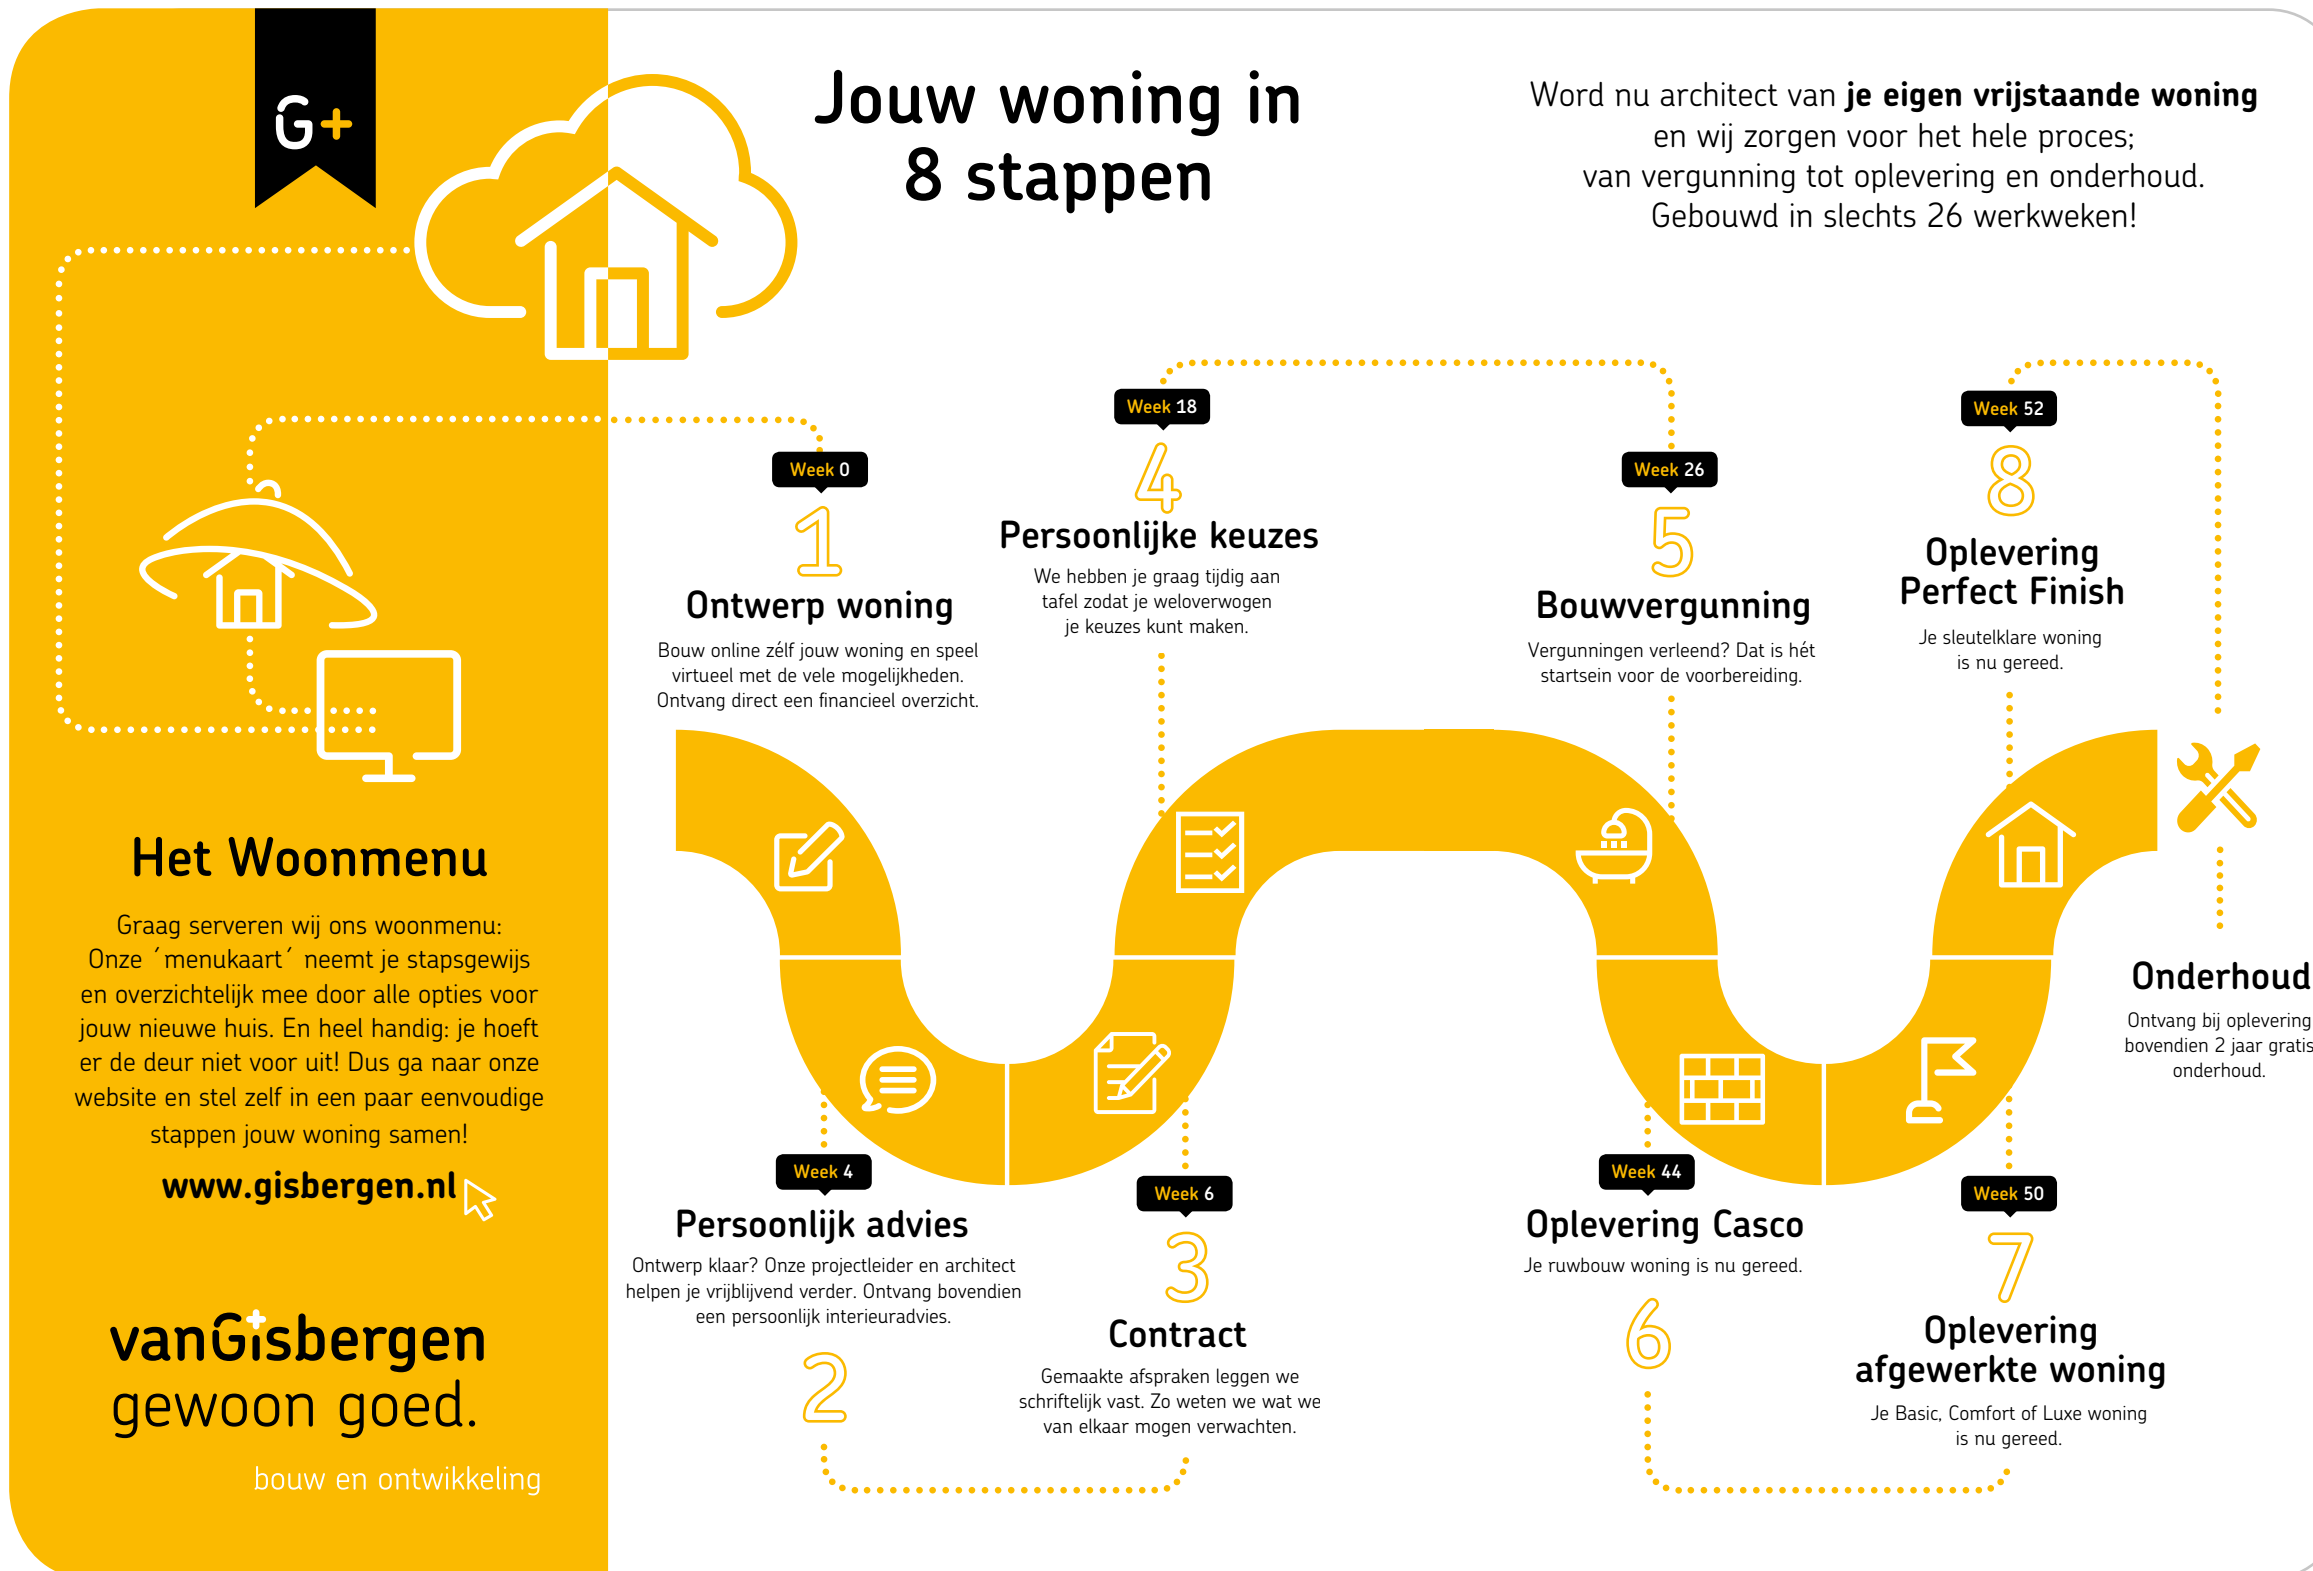 G+
Jouw woning in
8 stappen
Word nu architect van je eigen vrijstaande woning
en wij zorgen voor het hele proces;
van vergunning tot oplevering en onderhoud.
Gebouwd in slechts 26 werkweken!
Het Woonmenu
Graag serveren wij ons woonmenu:
Onze ´menukaart´ neemt je stapsgewijs
en overzichtelijk mee door alle opties voor
jouw nieuwe huis. En heel handig: je hoeft
er de deur niet voor uit! Dus ga naar onze
website en stel zelf in een paar eenvoudige
stappen jouw woning samen!
www.gisbergen.nl
vanGisbergen
gewoon goed.
bouw en ontwikkeling
Week 0
1
Ontwerp woning
Bouw online zélf jouw woning en speel
virtueel met de vele mogelijkheden.
Ontvang direct een financieel overzicht.
Week 4
Persoonlijk advies
Ontwerp klaar? Onze projectleider en architect
helpen je vrijblijvend verder. Ontvang bovendien
een persoonlijk interieuradvies.
2
Week 6
3
Contract
Gemaakte afspraken leggen we
schriftelijk vast. Zo weten we wat we
van elkaar mogen verwachten.
Week 18
4
Persoonlijke keuzes
We hebben je graag tijdig aan
tafel zodat je weloverwogen
je keuzes kunt maken.
Week 26
5
Bouwvergunning
Vergunningen verleend? Dat is hét
startsein voor de voorbereiding.
Week 44
Oplevering Casco
Je ruwbouw woning is nu gereed.
6
Week 50
7
Oplevering
afgewerkte woning
Je Basic, Comfort of Luxe woning
is nu gereed.
Week 52
8
Oplevering
Perfect Finish
Je sleutelklare woning
is nu gereed.
Onderhoud
Ontvang bij oplevering
bovendien 2 jaar gratis
onderhoud.